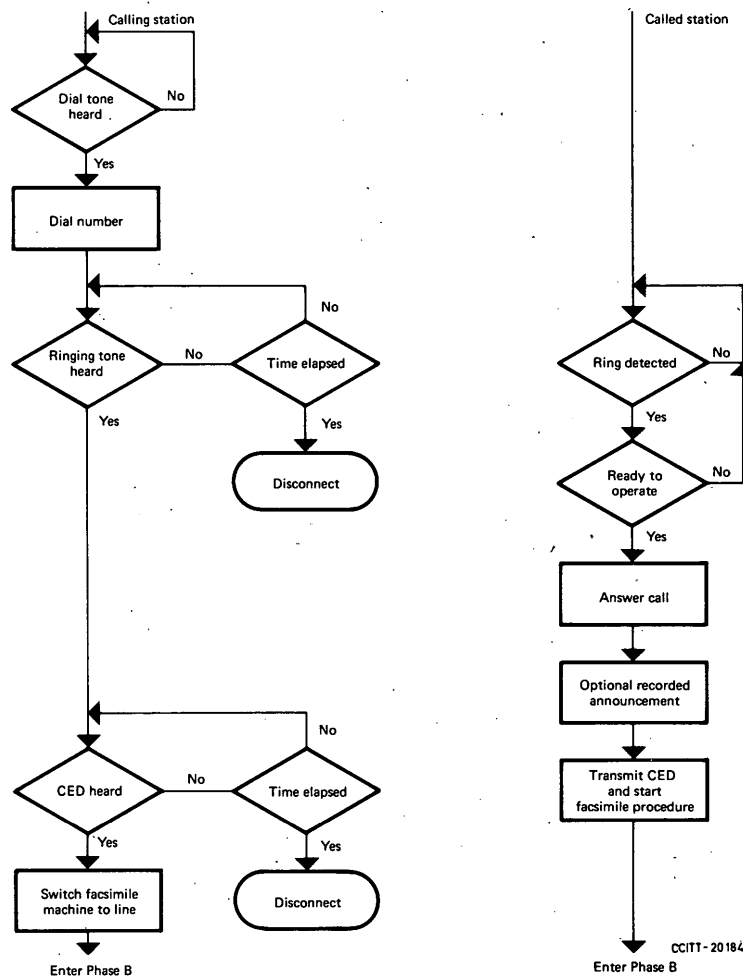 Calling station
Dial tone
heard
No
Yes
Dial number
No
Ringing tone
heard
No
Time elapsed
Yes
Yes
Disconnect
No
CED heard
No
Time elapsed
Yes
Yes
Switch facsimile
machine to line
Disconnect
Enter Phase B
Called station
Ring detected
No
Yes
Ready to
operate
No
Yes
Answer call
Optional recorded
announcement
Transmit CED
and start
facsimile procedure
CCITT-20184
Enter Phase B